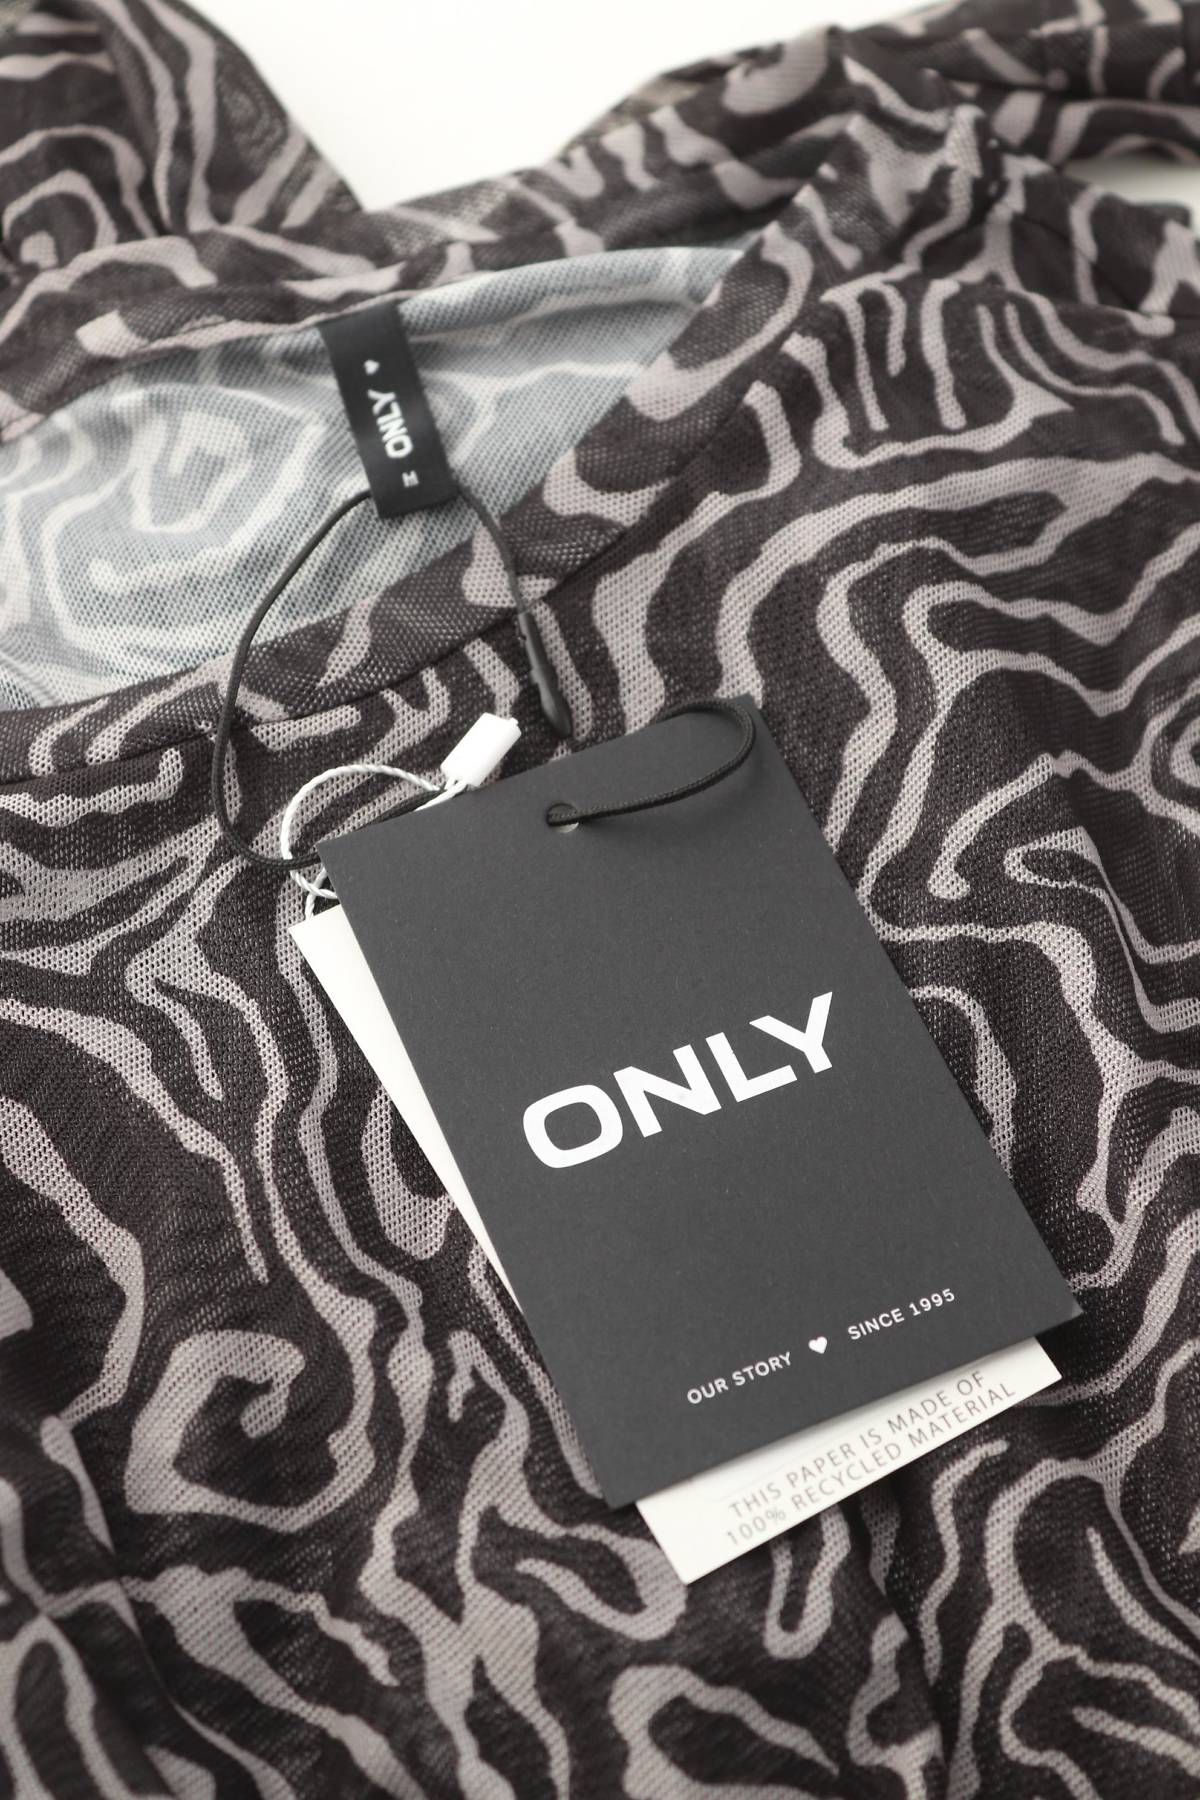 ONLY
M
ONLY
OUR STORY ♥ SINCE 1995
THIS PAPER IS MADE OF
100% RECYCLED MATERIAL